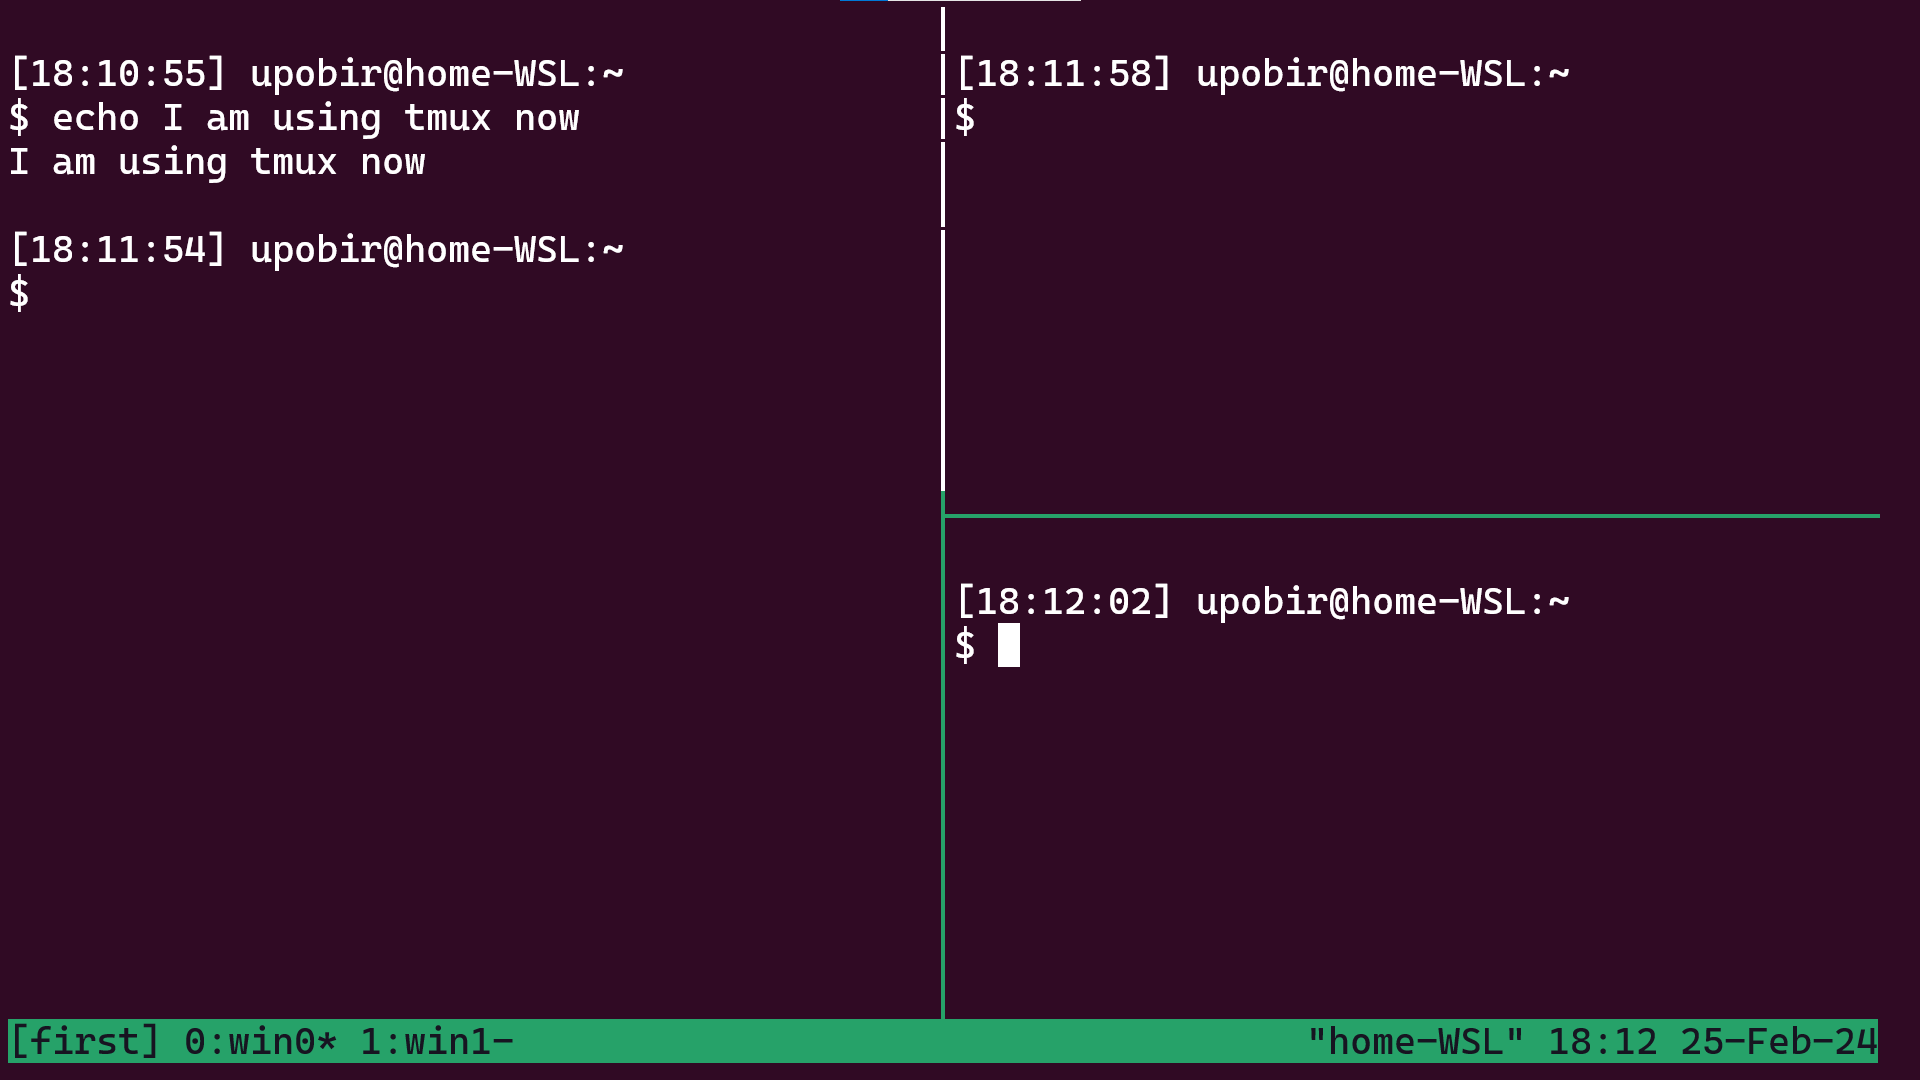 [18:10:55] upobir@home-WSL:~
$ echo I am using tmux now
I am using tmux now
[18:11:54] upobir@home-WSL:~
$
[18:11:58] upobir@home-WSL:~
$
[18:12:02] upobir@home-WSL:~
$
[first] 0:win0* 1:win1- "home-WSL" 18:12 25-Feb-24